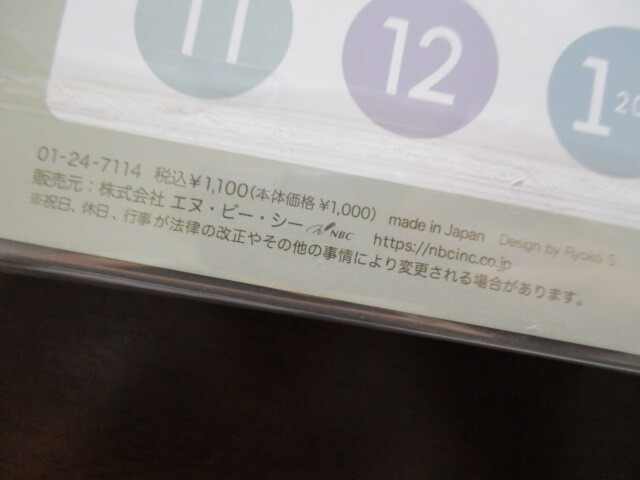 11 12 1 20
01-24-7114 税込¥1,100(本体価格 ¥1,000) made in Japan Design by Ryoko S.
販売元:株式会社 エヌ・ビー・シー NBC https://nbcinc.co.jp
※祝日、休日、行事が法律の改正やその他の事情により変更される場合があります。